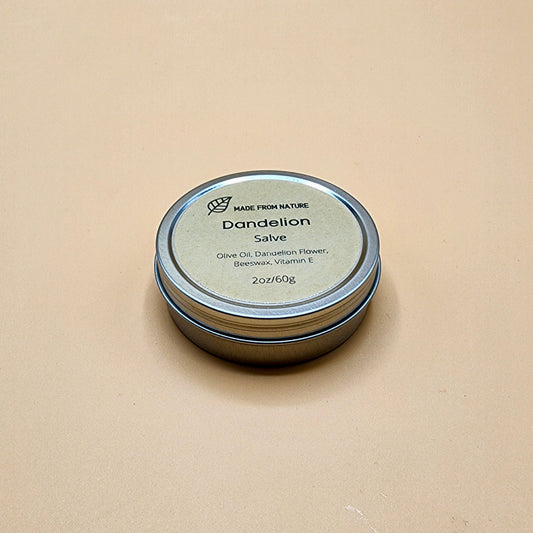 MADE FROM NATURE
Dandelion
Salve
Olive Oil, Dandelion Flower,
Beeswax, Vitamin E
2oz/60g